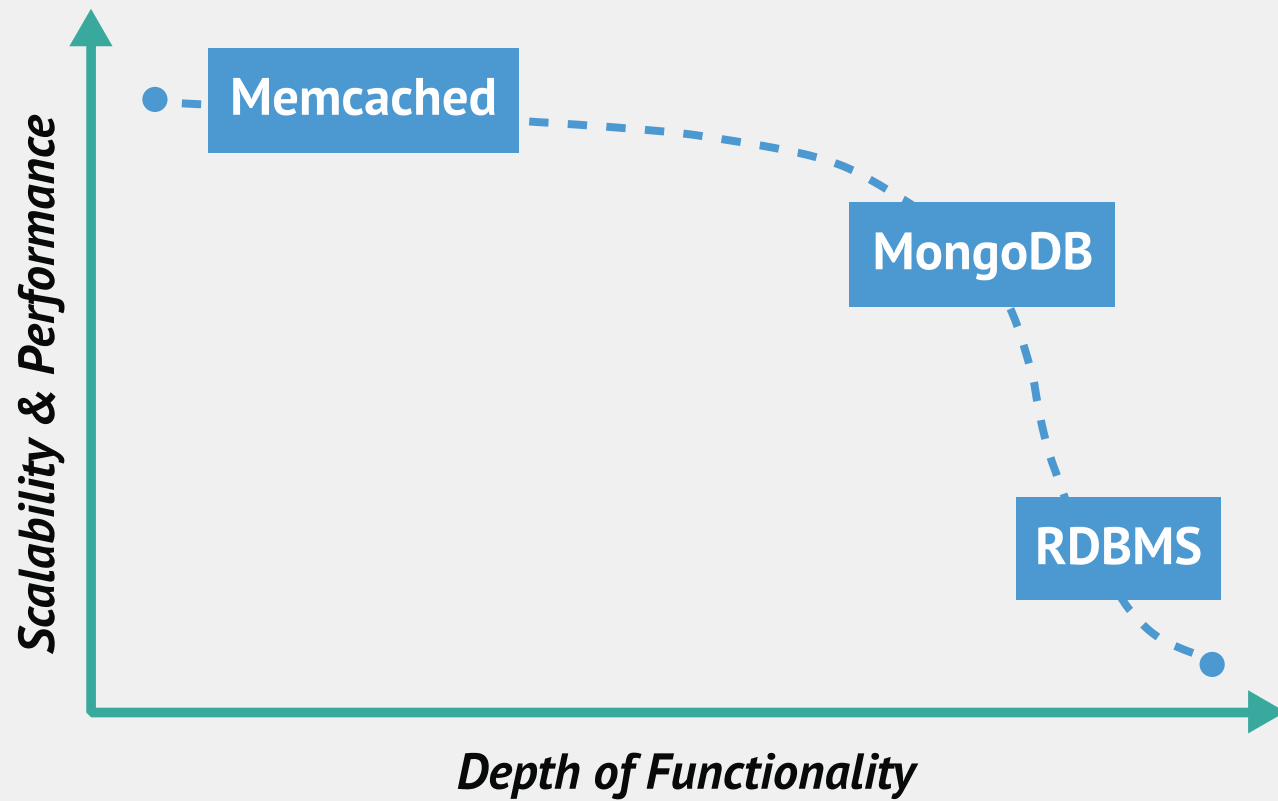 Scalability & Performance
Memcached
MongoDB
RDBMS
Depth of Functionality